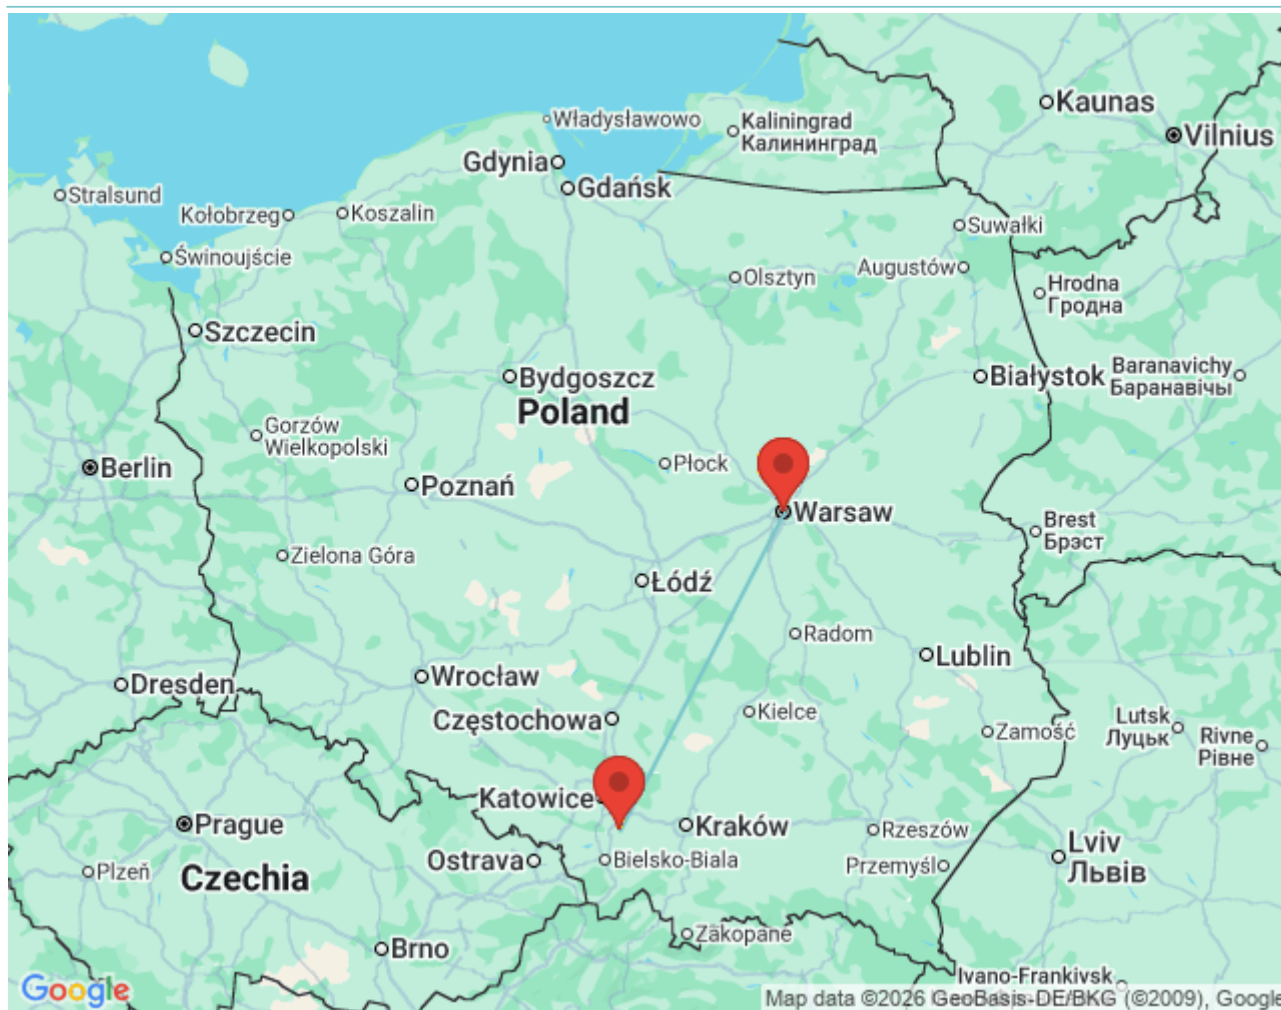 Władysławowo
Kaliningrad
Калининград
Kaunas
Vilnius
Gdynia
Gdańsk
Stralsund
Kołobrzeg
Koszalin
Suwałki
Świnoujście
Olsztyn
Augustów
Hrodna
Гродна
Szczecin
Bydgoszcz
Białystok
Baranavichy
Баранавічы
Poland
Gorzów
Wielkopolski
Berlin
Płock
Poznań
Warsaw
Brest
Брэст
Zielona Góra
Łódź
Radom
Lublin
Wrocław
Dresden
Częstochowa
Kielce
Zamość
Lutsk
Луцьк
Rivne
Рівне
Katowice
Prague
Kraków
Rzeszów
Lviv
Львів
Ostrava
Bielsko-Biala
Przemyśl
Plzeň
Czechia
Zakopane
Brno
Ivano-Frankivsk
Google
Map data ©2026 GeoBasis-DE/BKG (©2009), Google